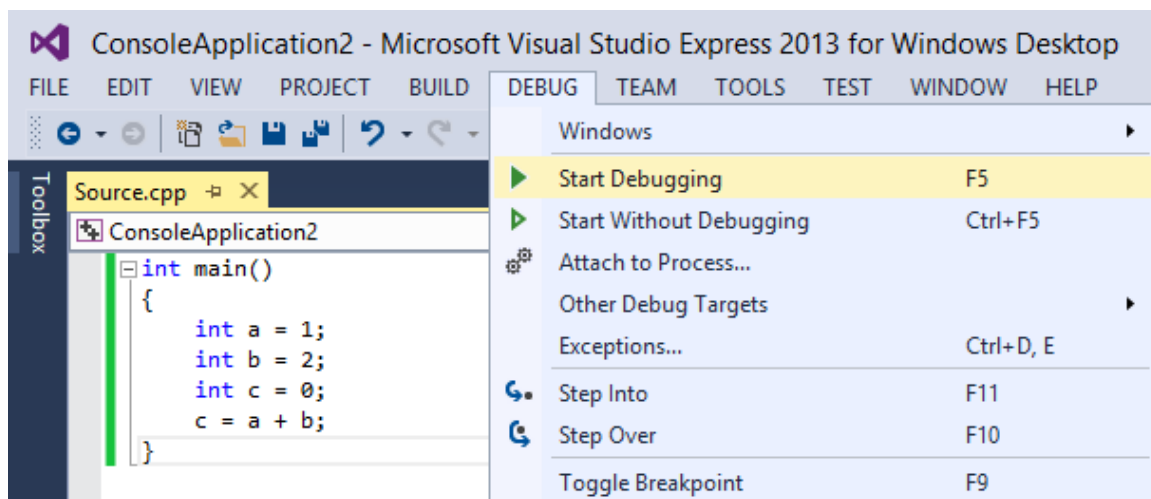 ConsoleApplication2 - Microsoft Visual Studio Express 2013 for Windows Desktop
FILE EDIT VIEW PROJECT BUILD DEBUG TEAM TOOLS TEST WINDOW HELP
Toolbox
Source.cpp
ConsoleApplication2
int main()
{
    int a = 1;
    int b = 2;
    int c = 0;
    c = a + b;
}
Windows
Start Debugging F5
Start Without Debugging Ctrl+F5
Attach to Process...
Other Debug Targets
Exceptions... Ctrl+D, E
Step Into F11
Step Over F10
Toggle Breakpoint F9